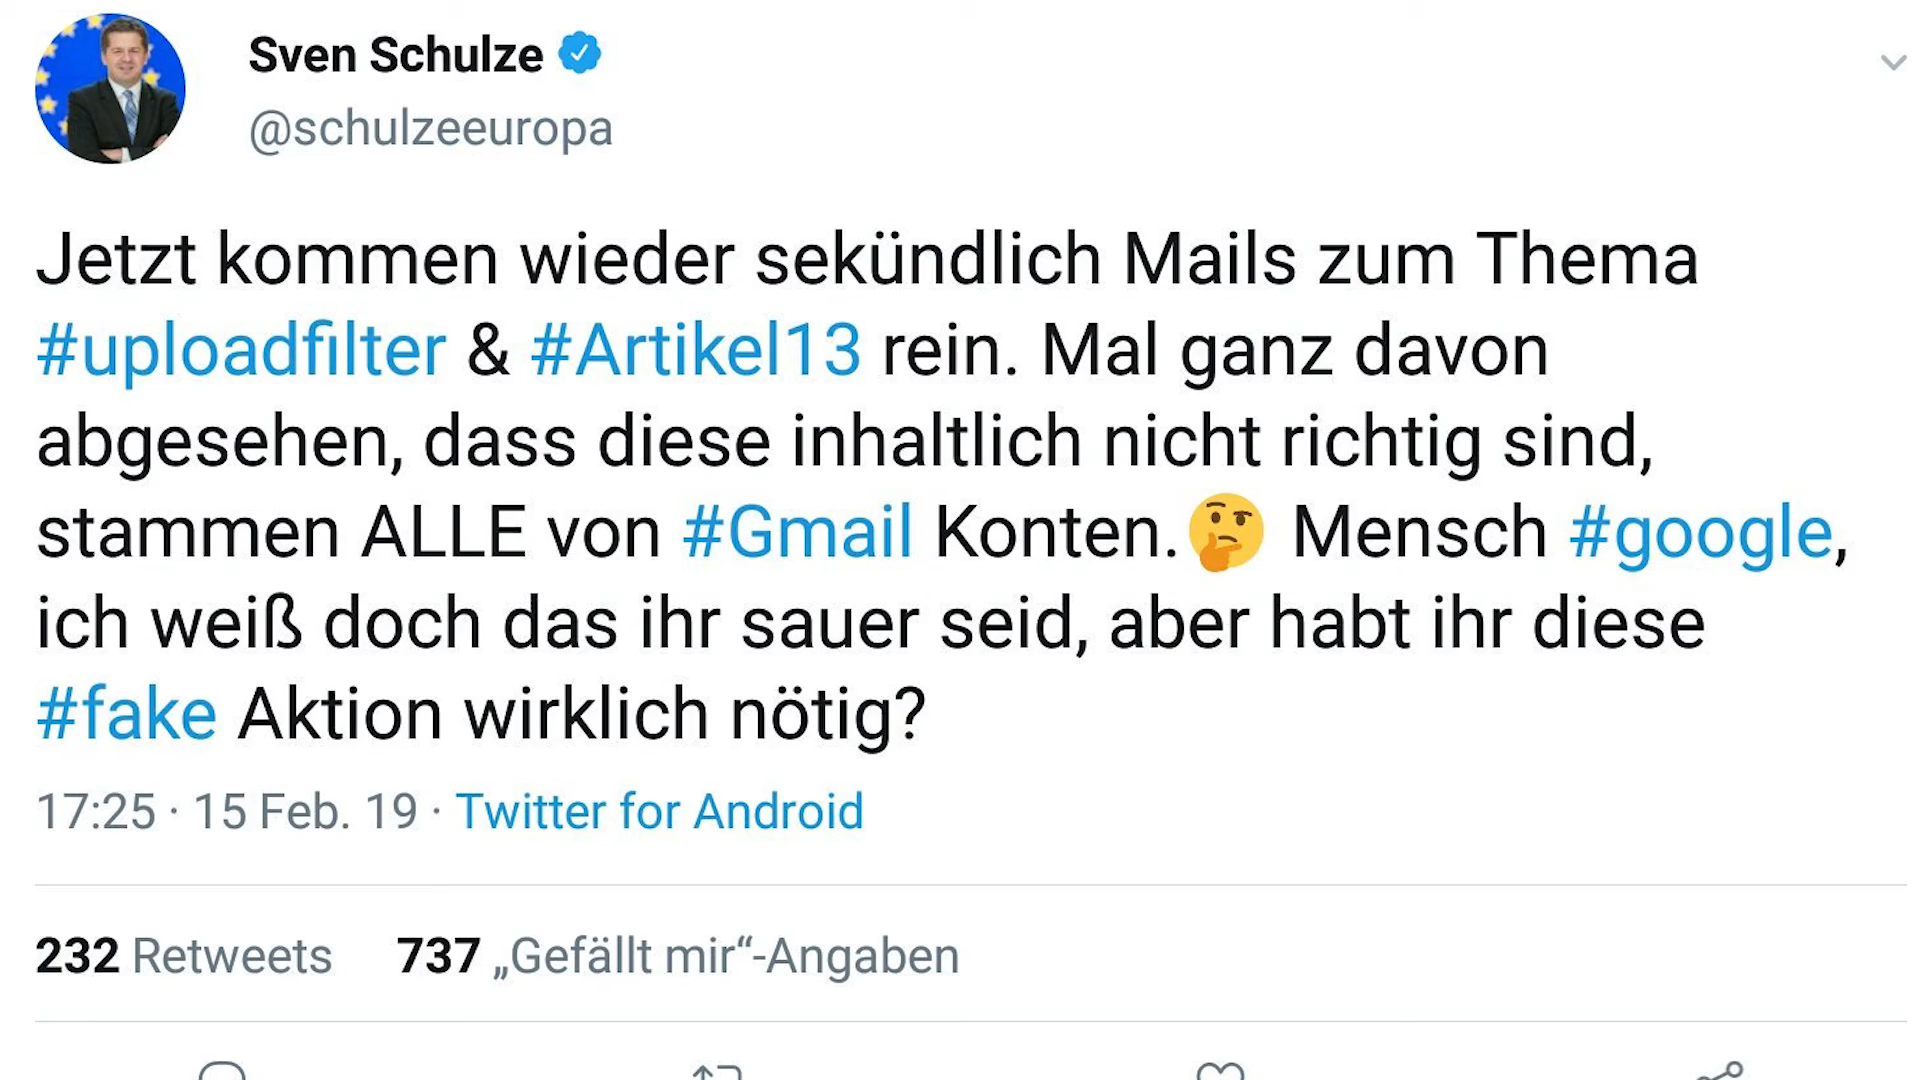 Sven Schulze
@schulzeeuropa
Jetzt kommen wieder sekündlich Mails zum Thema
#uploadfilter & #Artikel13 rein. Mal ganz davon
abgesehen, dass diese inhaltlich nicht richtig sind,
stammen ALLE von #Gmail Konten.🤔 Mensch #google,
ich weiß doch das ihr sauer seid, aber habt ihr diese
#fake Aktion wirklich nötig?
17:25 · 15 Feb. 19 · Twitter for Android
232 Retweets 737 „Gefällt mir“-Angaben